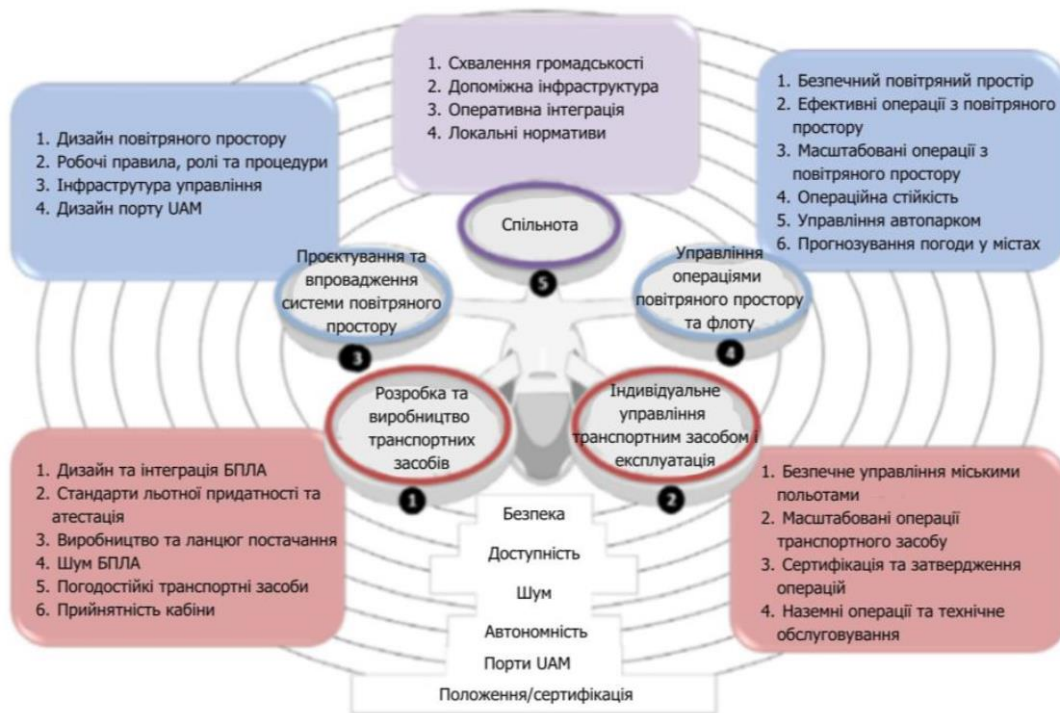 1. Схвалення громадськості
2. Допоміжна інфраструктура
3. Оперативна інтеграція
4. Локальні нормативи
1. Дизайн повітряного простору
2. Робочі правила, ролі та процедури
3. Інфраструтура управління
4. Дизайн порту UAM
1. Безпечний повітряний простір
2. Ефективні операції з повітряного
простору
3. Масштабовані операції з
повітряного простору
4. Операційна стійкість
5. Управління автопарком
6. Прогнозування погоди у містах
Спільнота
5
Проєктування та
впровадження
системи повітряного
простору
3
Управління
операціями
повітряного простору
та флоту
4
Розробка та
виробництво
транспортних
засобів
1
Індивідуальне
управління
транспортним засобом і
експлуатація
2
1. Дизайн та інтеграція БПЛА
2. Стандарти льотної придатності та
атестація
3. Виробництво та ланцюг постачання
4. Шум БПЛА
5. Погодостійкі транспортні засоби
6. Прийнятність кабіни
1. Безпечне управління міськими
польотами
2. Масштабовані операції
транспортного засобу
3. Сертифікація та затвердження
операцій
4. Наземні операції та технічне
обслуговування
Безпека
Доступність
Шум
Автономність
Порти UAM
Положення/сертифікація